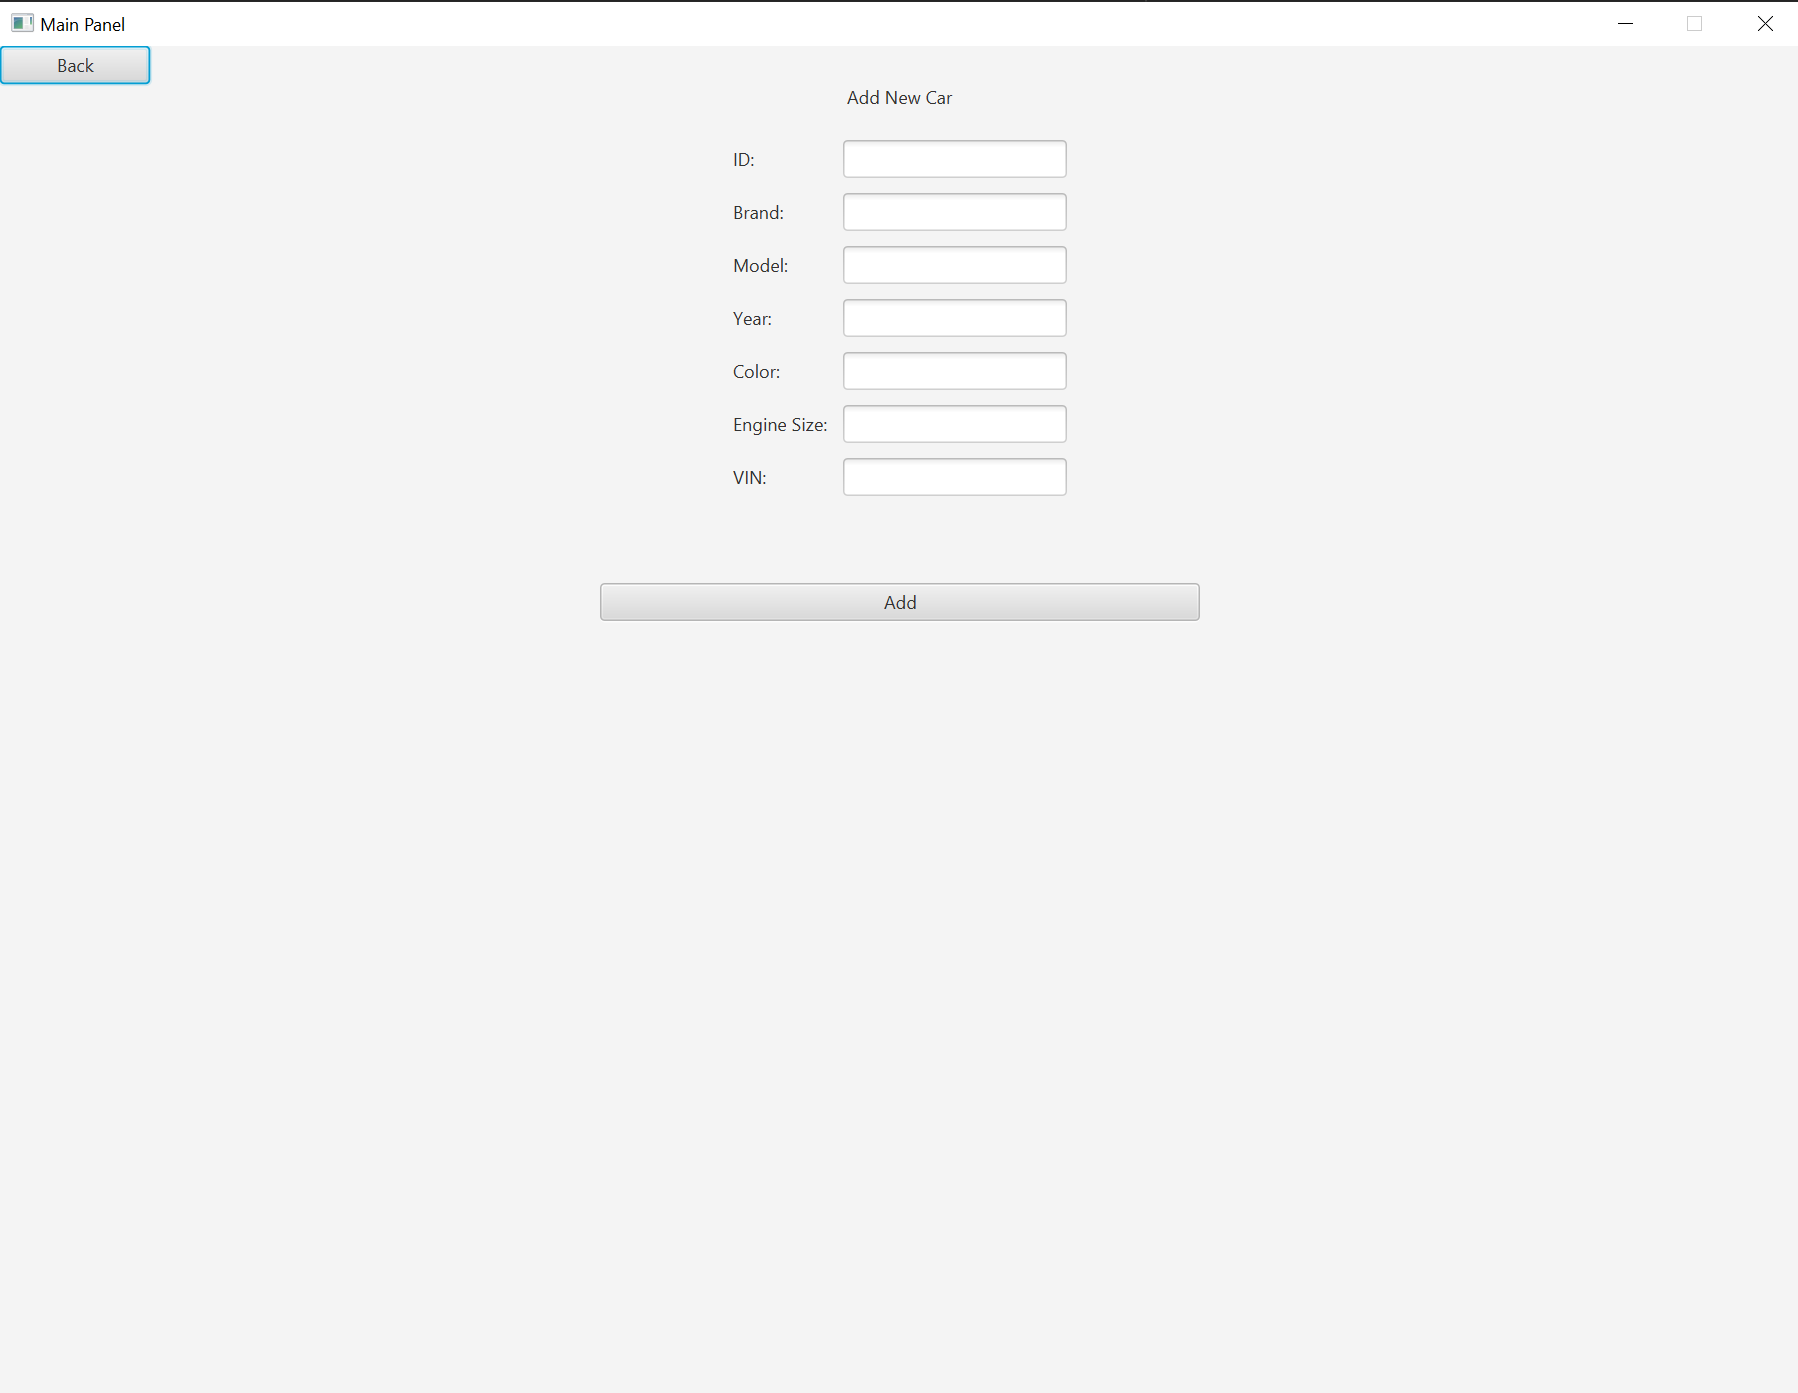 Main Panel
Back
Add New Car
ID:
Brand:
Model:
Year:
Color:
Engine Size:
VIN:
Add